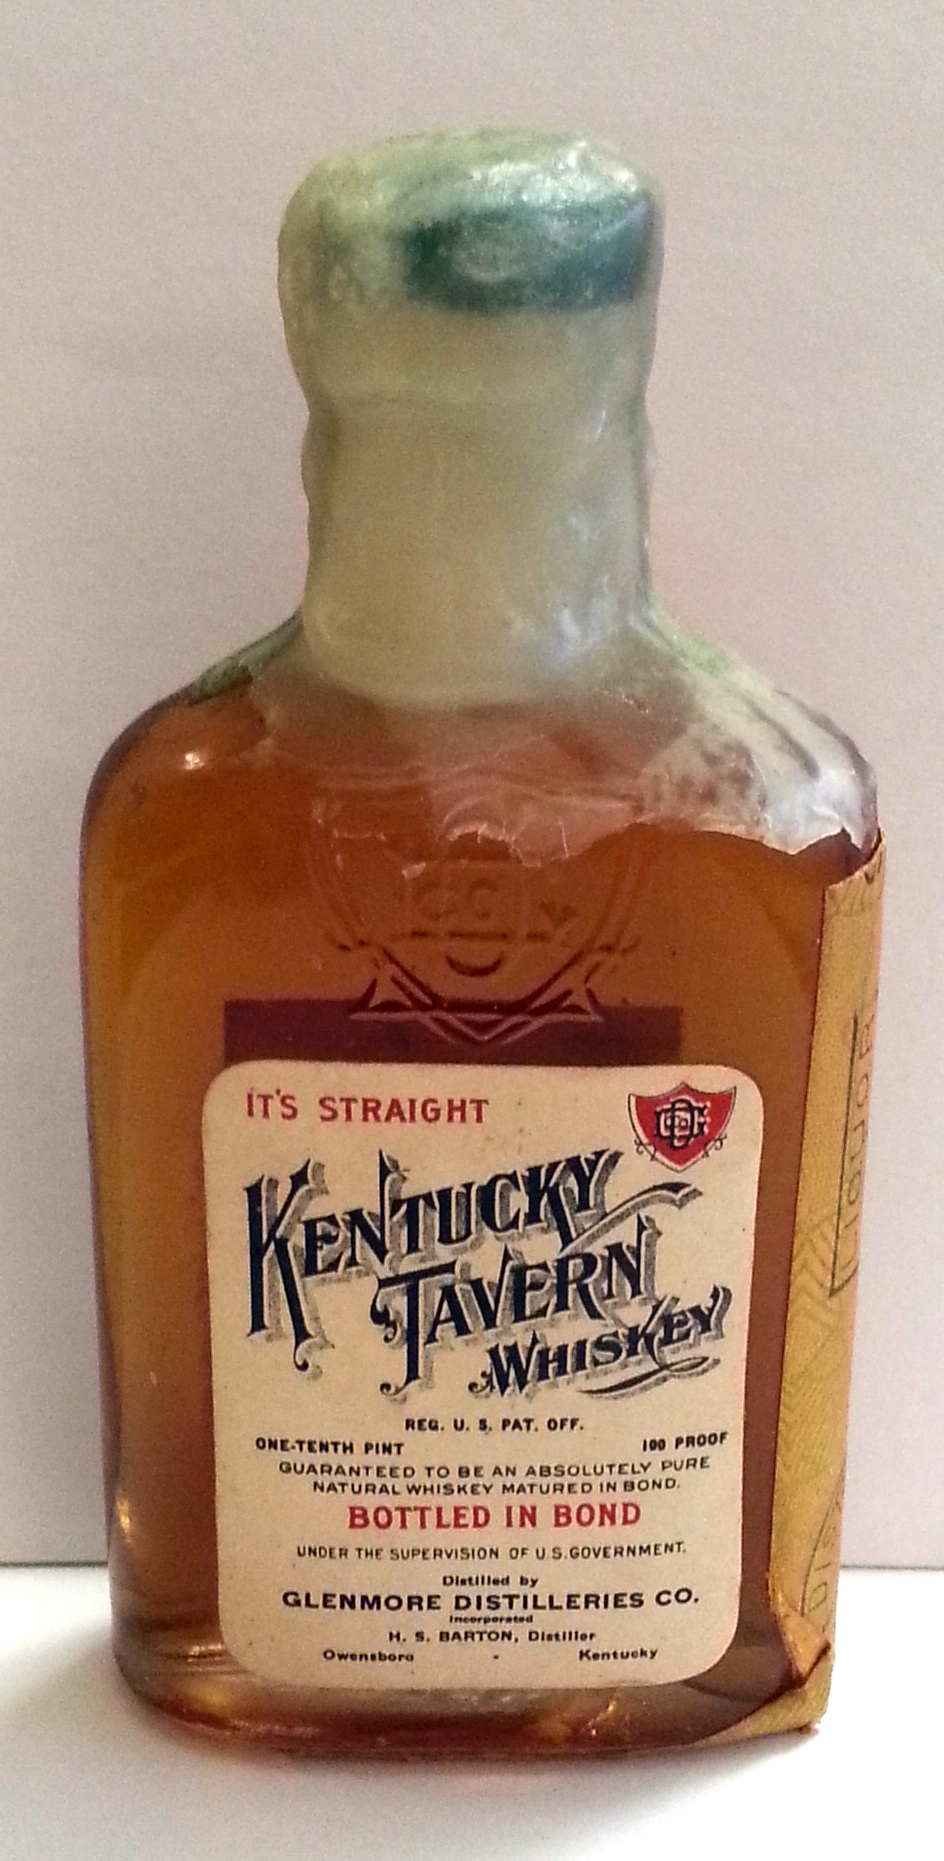 IT'S STRAIGHT
KENTUCKY
TAVERN
WHISKEY
REG. U. S. PAT. OFF.
ONE-TENTH PINT 100 PROOF
GUARANTEED TO BE AN ABSOLUTELY PURE
NATURAL WHISKEY MATURED IN BOND.
BOTTLED IN BOND
UNDER THE SUPERVISION OF U.S. GOVERNMENT.
Distilled by
GLENMORE DISTILLERIES CO.
Incorporated
H. S. BARTON, Distiller
Owensboro - Kentucky